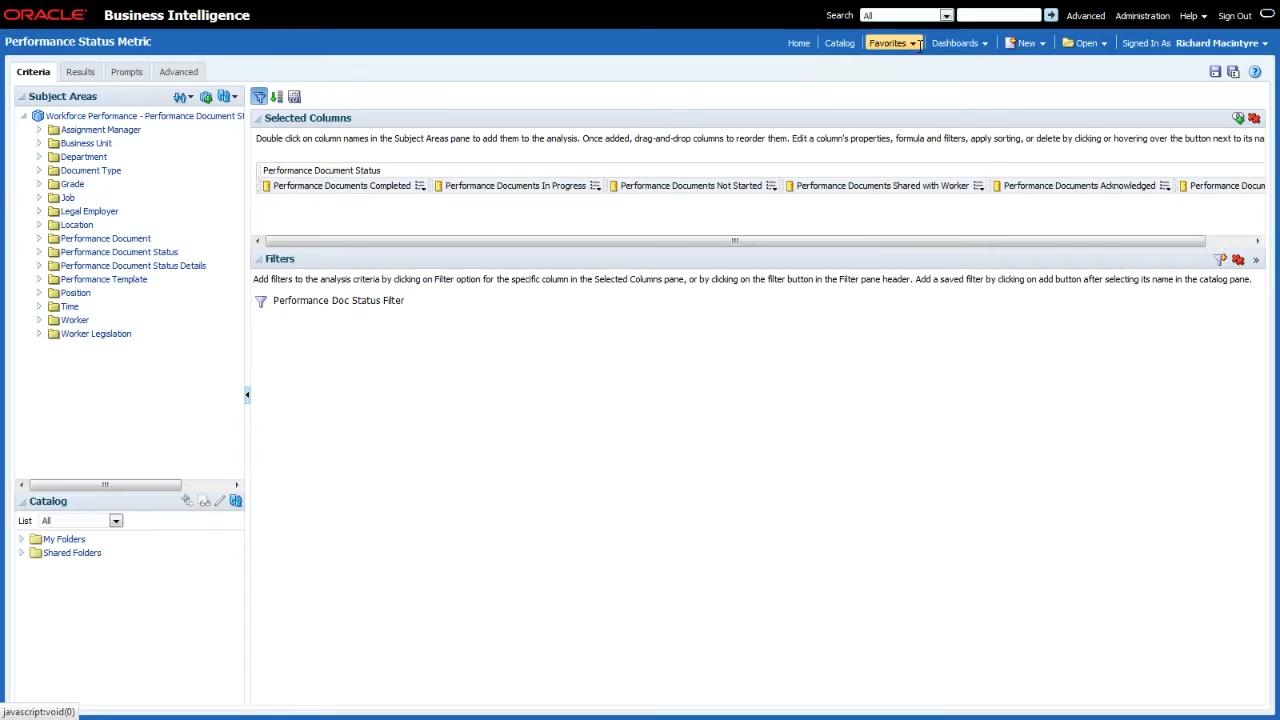 ORACLE Business Intelligence
Search All Advanced Administration Help Sign Out
Performance Status Metric
Home Catalog Favorites Dashboards New Open Signed In As Richard Macintyre
Criteria Results Prompts Advanced
Subject Areas
Workforce Performance - Performance Document St
Assignment Manager
Business Unit
Department
Document Type
Grade
Job
Legal Employer
Location
Performance Document
Performance Document Status
Performance Document Status Details
Performance Template
Position
Time
Worker
Worker Legislation
Catalog
List All
My Folders
Shared Folders
Selected Columns
Double click on column names in the Subject Areas pane to add them to the analysis. Once added, drag-and-drop columns to reorder them. Edit a column's properties, formula and filters, apply sorting, or delete by clicking or hovering over the button next to its na
Performance Document Status
Performance Documents Completed Performance Documents In Progress Performance Documents Not Started Performance Documents Shared with Worker Performance Documents Acknowledged Performance Docum
Filters
Add filters to the analysis criteria by clicking on Filter option for the specific column in the Selected Columns pane, or by clicking on the filter button in the Filter pane header. Add a saved filter by clicking on add button after selecting its name in the catalog pane.
Performance Doc Status Filter
javascript:void(0)